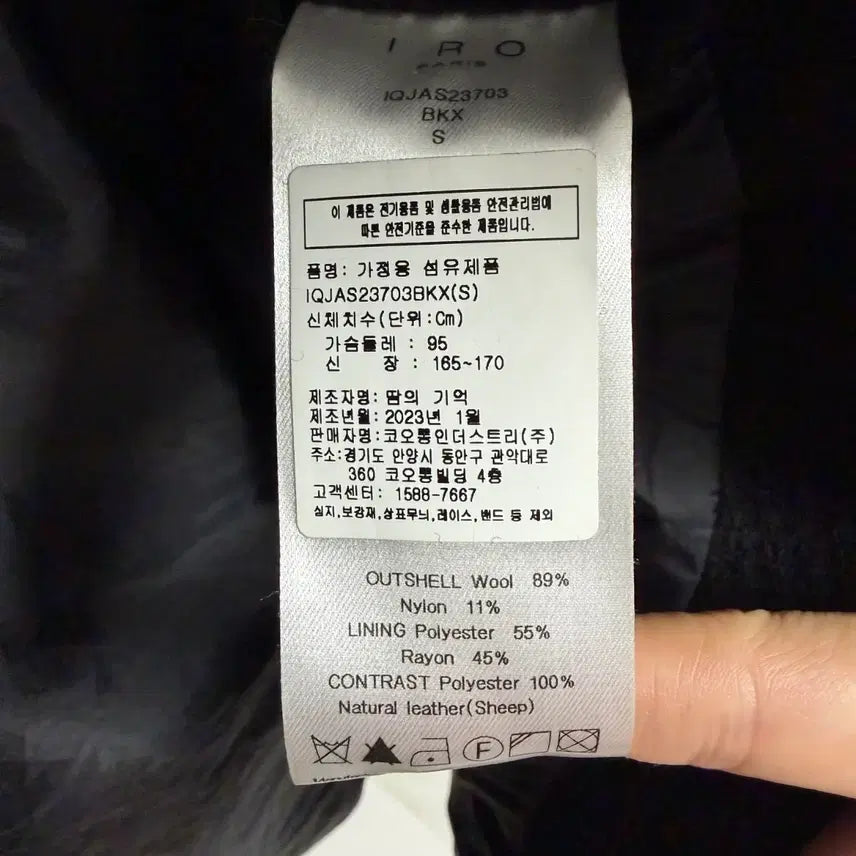 I R O
PARIS
IQJAS23703
BKX
S
이 제품은 전기용품 및 생활용품 안전관리법에
따른 안전기준을 준수한 제품입니다.
품명: 가정용 섬유제품
IQJAS23703BKX(S)
신체치수(단위:Cm)
가슴둘레 : 95
신 장 : 165~170
제조자명: 땀의 기억
제조년월: 2023년 1월
판매자명:코오롱인더스트리(주)
주소:경기도 안양시 동안구 관악대로
360 코오롱빌딩 4층
고객센터: 1588-7667
심지,보강재,상표무늬,레이스,밴드 등 제외
OUTSHELL Wool 89%
Nylon 11%
LINING Polyester 55%
Rayon 45%
CONTRAST Polyester 100%
Natural leather(Sheep)
F